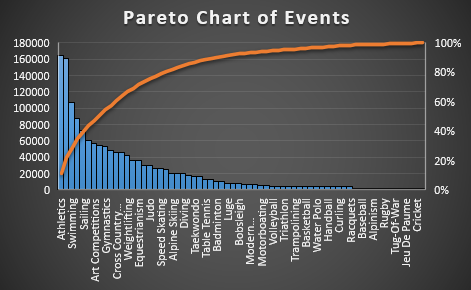 Pareto Chart of Events
180000
160000
140000
120000
100000
80000
60000
40000
20000
0
100%
80%
60%
40%
20%
0%
Athletics
Swimming
Sailing
Art Competitions
Gymnastics
Cross Country...
Weightlifting
Equestrianism
Judo
Speed Skating
Alpine Skiing
Diving
Taekwondo
Table Tennis
Badminton
Luge
Bobsleigh
Modern...
Motorboating
Volleyball
Triathlon
Trampolining
Basketball
Water Polo
Handball
Curling
Racquets
Baseball
Alpinism
Rugby
Tug-Of-War
Jeu De Paume
Cricket